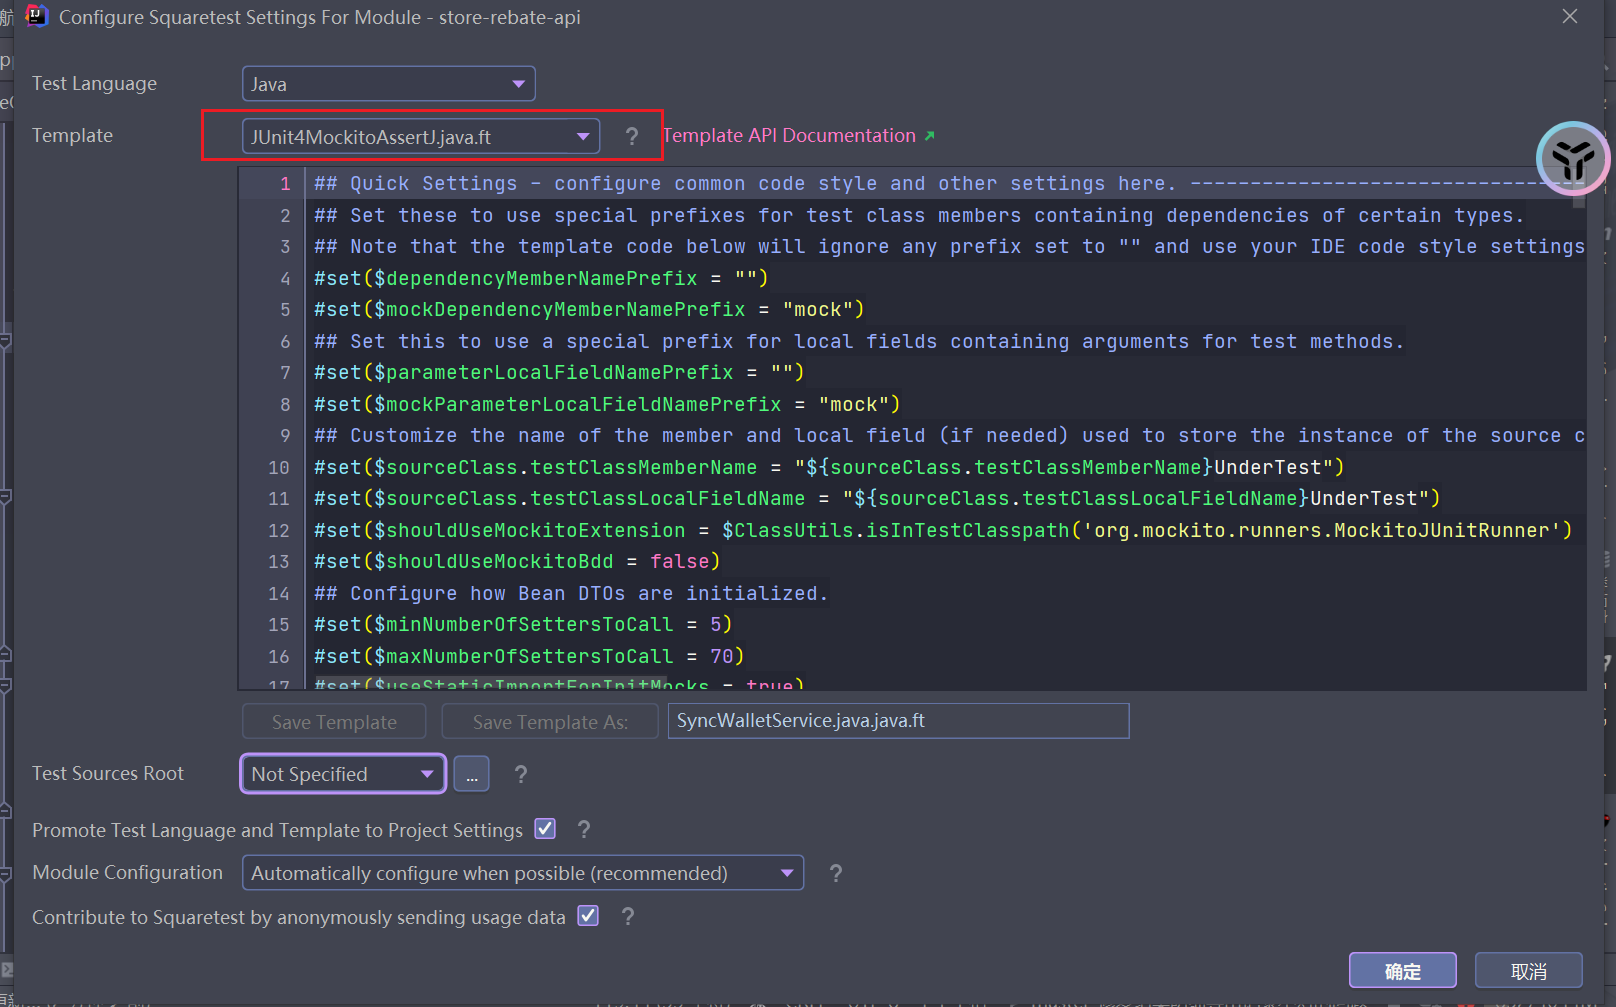 Configure Squaretest Settings For Module - store-rebate-api
Test Language
Java
Template
JUnit4MockitoAssertJ.java.ft
?
Template API Documentation
1 ## Quick Settings - configure common code style and other settings here. --------------------------------
2 ## Set these to use special prefixes for test class members containing dependencies of certain types.
3 ## Note that the template code below will ignore any prefix set to "" and use your IDE code style settings
4 #set($dependencyMemberNamePrefix = "")
5 #set($mockDependencyMemberNamePrefix = "mock")
6 ## Set this to use a special prefix for local fields containing arguments for test methods.
7 #set($parameterLocalFieldNamePrefix = "")
8 #set($mockParameterLocalFieldNamePrefix = "mock")
9 ## Customize the name of the member and local field (if needed) used to store the instance of the source c
10 #set($sourceClass.testClassMemberName = "${sourceClass.testClassMemberName}UnderTest")
11 #set($sourceClass.testClassLocalFieldName = "${sourceClass.testClassLocalFieldName}UnderTest")
12 #set($shouldUseMockitoExtension = $ClassUtils.isInTestClasspath('org.mockito.runners.MockitoJUnitRunner')
13 #set($shouldUseMockitoBdd = false)
14 ## Configure how Bean DTOs are initialized.
15 #set($minNumberOfSettersToCall = 5)
16 #set($maxNumberOfSettersToCall = 70)
17 #set($useStaticImportForInitMocks = true)
Save Template
Save Template As:
SyncWalletService.java.java.ft
Test Sources Root
Not Specified
...
?
Promote Test Language and Template to Project Settings
?
Module Configuration
Automatically configure when possible (recommended)
?
Contribute to Squaretest by anonymously sending usage data
?
确定
取消